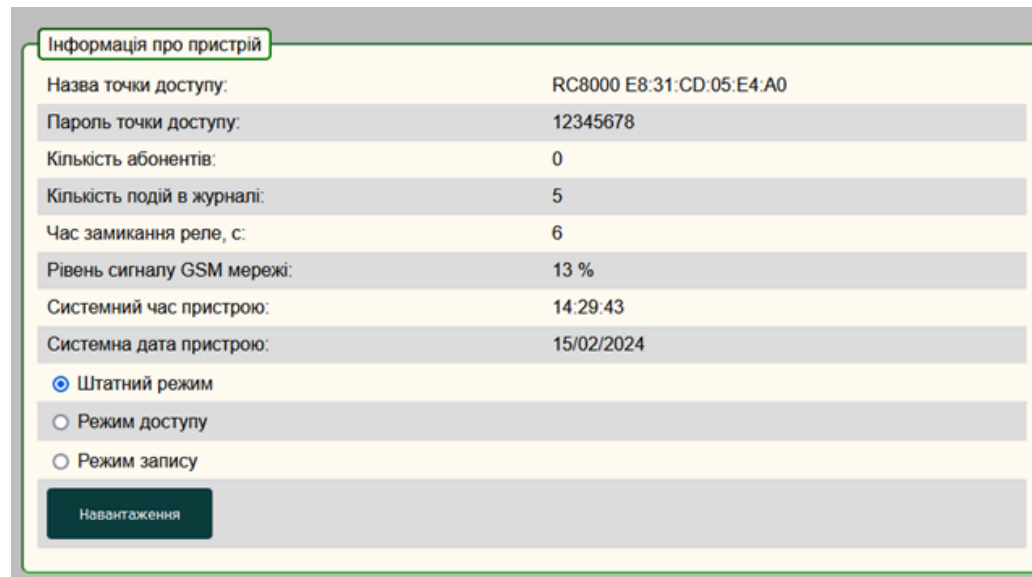 Інформація про пристрій
Назва точки доступу: RC8000 E8:31:CD:05:E4:A0
Пароль точки доступу: 12345678
Кількість абонентів: 0
Кількість подій в журналі: 5
Час замикання реле, с: 6
Рівень сигналу GSM мережі: 13 %
Системний час пристрою: 14:29:43
Системна дата пристрою: 15/02/2024
Штатний режим
Режим доступу
Режим запису
Навантаження